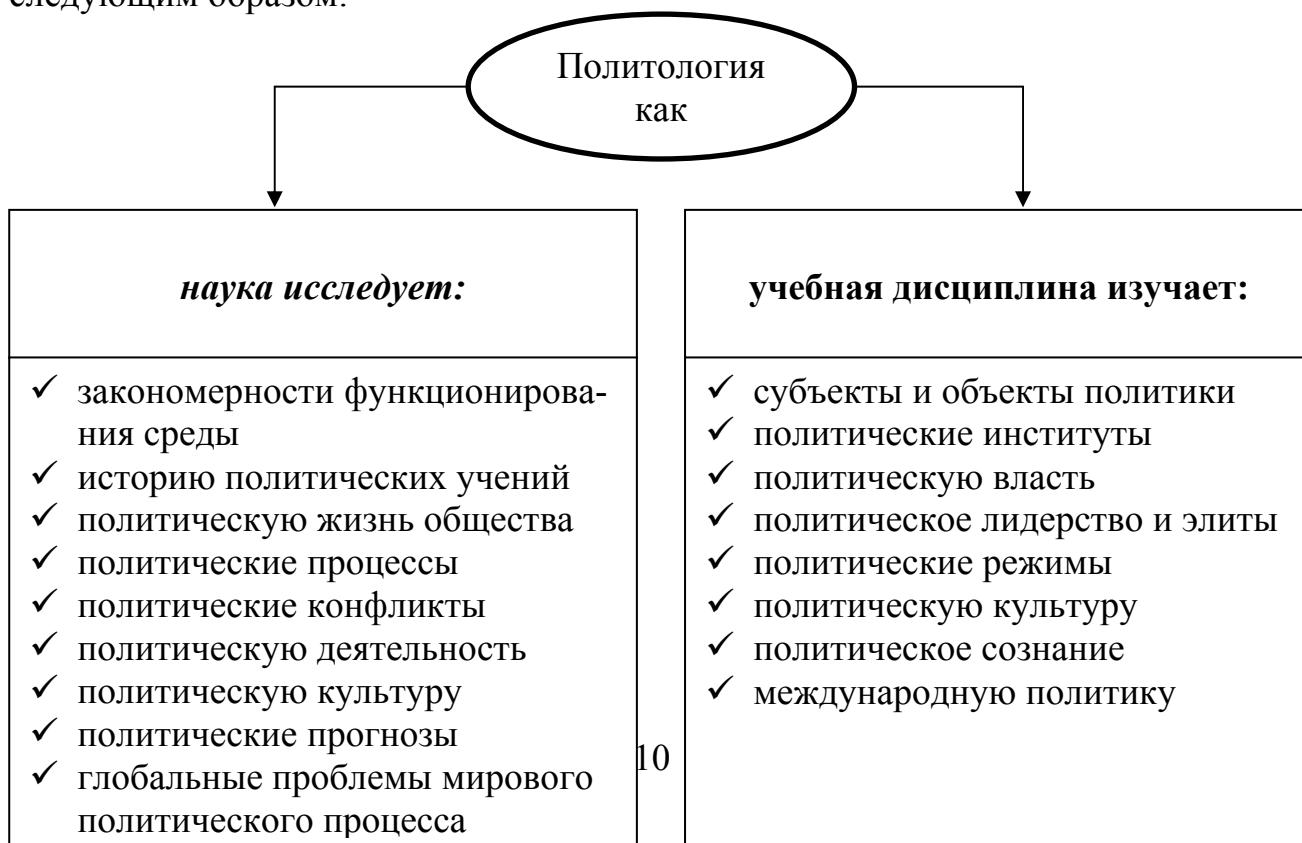 следующим образом:
Политология
как
наука исследует:
✓ закономерности функционирова-
ния среды
✓ историю политических учений
✓ политическую жизнь общества
✓ политические процессы
✓ политические конфликты
✓ политическую деятельность
✓ политическую культуру
✓ политические прогнозы
✓ глобальные проблемы мирового
политического процесса
учебная дисциплина изучает:
✓ субъекты и объекты политики
✓ политические институты
✓ политическую власть
✓ политическое лидерство и элиты
✓ политические режимы
✓ политическую культуру
✓ политическое сознание
✓ международную политику
10